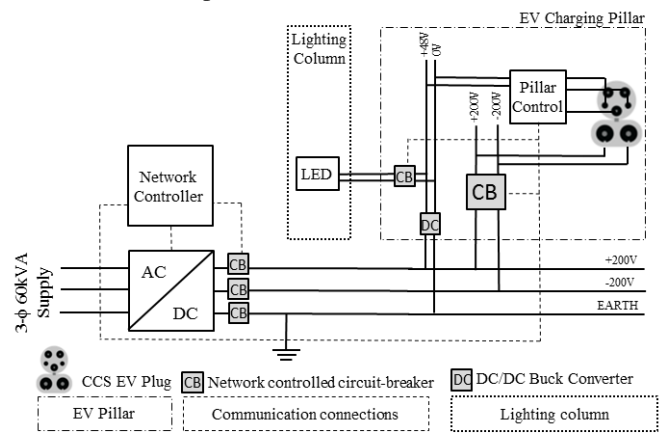 EV Charging Pillar
Lighting
Column
+48V
0V
+200V
-200V
Pillar
Control
LED
CB
CB
DC
Network
Controller
3-ϕ 60kVA
Supply
AC
DC
CB
CB
CB
+200V
-200V
EARTH
CCS EV Plug
CB Network controlled circuit-breaker
DC DC/DC Buck Converter
EV Pillar
Communication connections
Lighting column